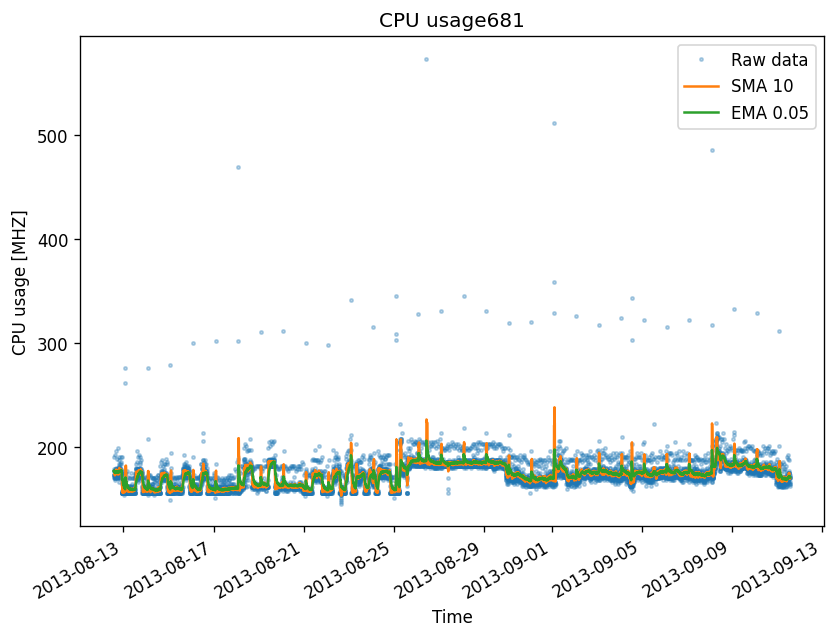 CPU usage681
Raw data
SMA 10
EMA 0.05
CPU usage [MHZ]
500
400
300
200
2013-08-13
2013-08-17
2013-08-21
2013-08-25
2013-08-29
2013-09-01
2013-09-05
2013-09-09
2013-09-13
Time